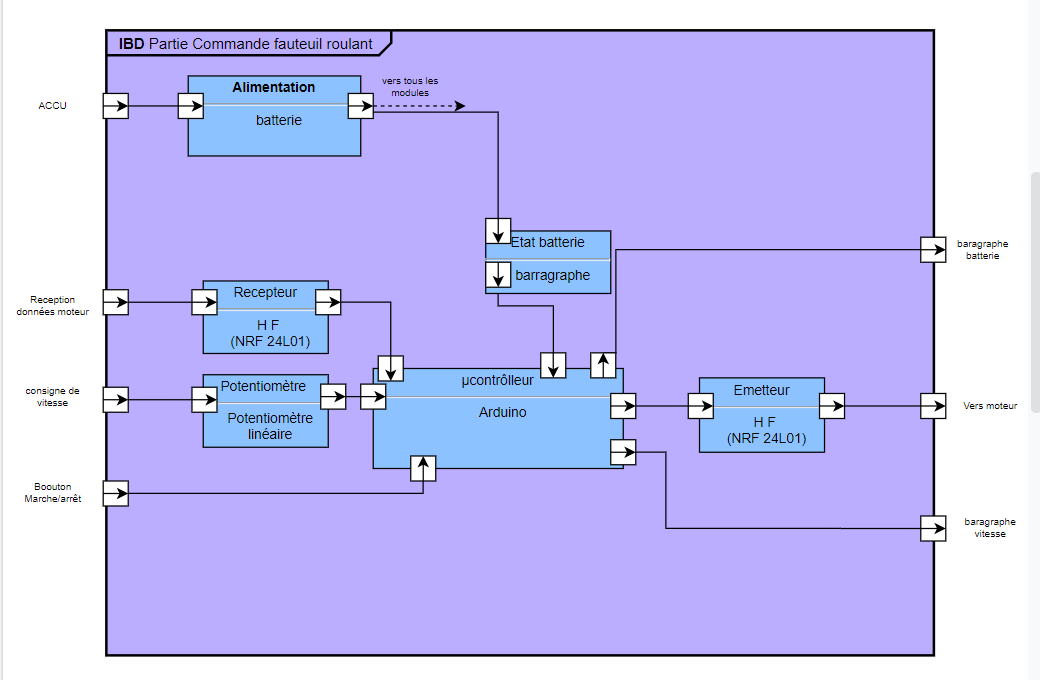 IBD Partie Commande fauteuil roulant
ACCU
Alimentation
batterie
vers tous les
modules
Etat batterie
barragraphe
baragraphe
batterie
Reception
données moteur
Recepteur
H F
(NRF 24L01)
consigne de
vitesse
Potentiomètre
Potentiomètre
linéaire
µcontrôlleur
Arduino
Emetteur
H F
(NRF 24L01)
Vers moteur
Boouton
Marche/arrêt
baragraphe
vitesse